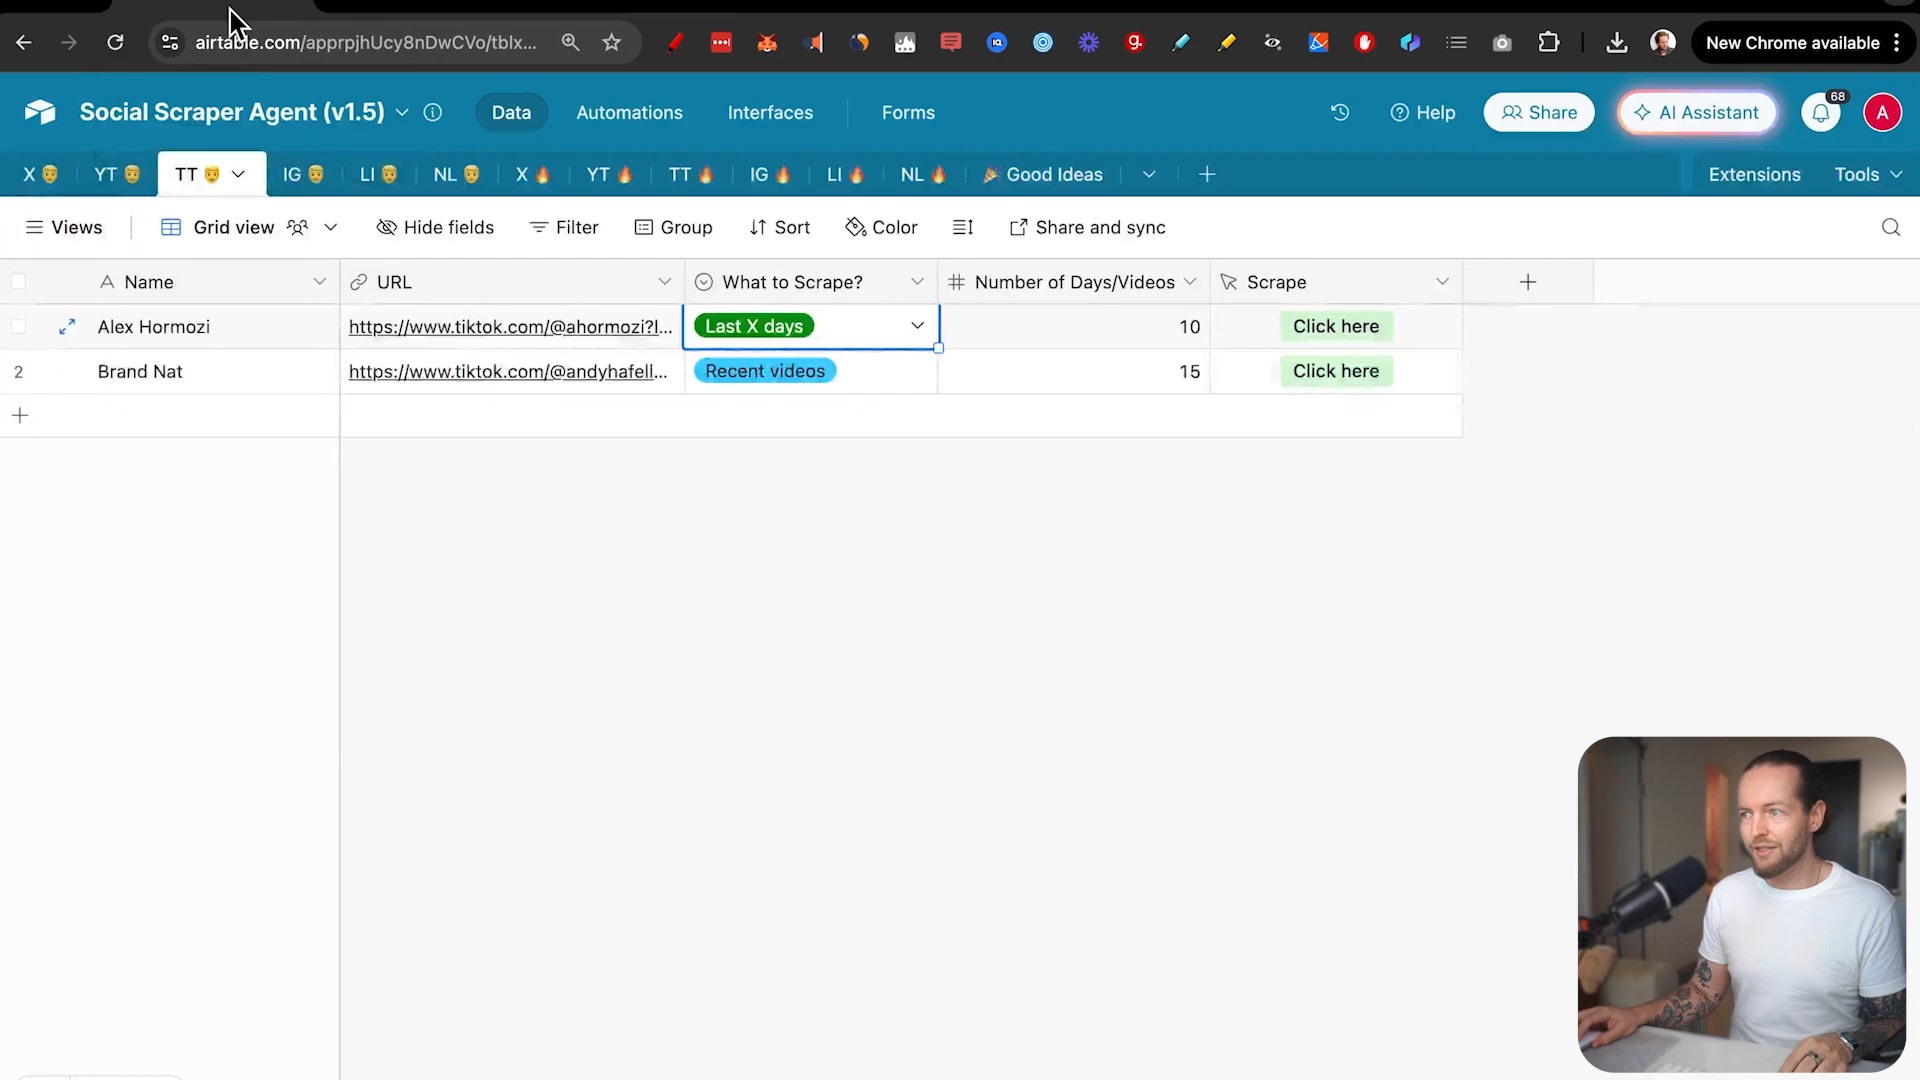 airtable.com/apprpjhUcy8nDwCVo/tblx...
New Chrome available
Social Scraper Agent (v1.5)
Data
Automations
Interfaces
Forms
Help
Share
AI Assistant
68
A
X
YT
TT
IG
LI
NL
X
YT
TT
IG
LI
NL
Good Ideas
Extensions
Tools
Views
Grid view
Hide fields
Filter
Group
Sort
Color
Share and sync
Name
URL
What to Scrape?
Number of Days/Videos
Scrape
Alex Hormozi
https://www.tiktok.com/@ahormozi?l...
Last X days
10
Click here
2
Brand Nat
https://www.tiktok.com/@andyhafell...
Recent videos
15
Click here